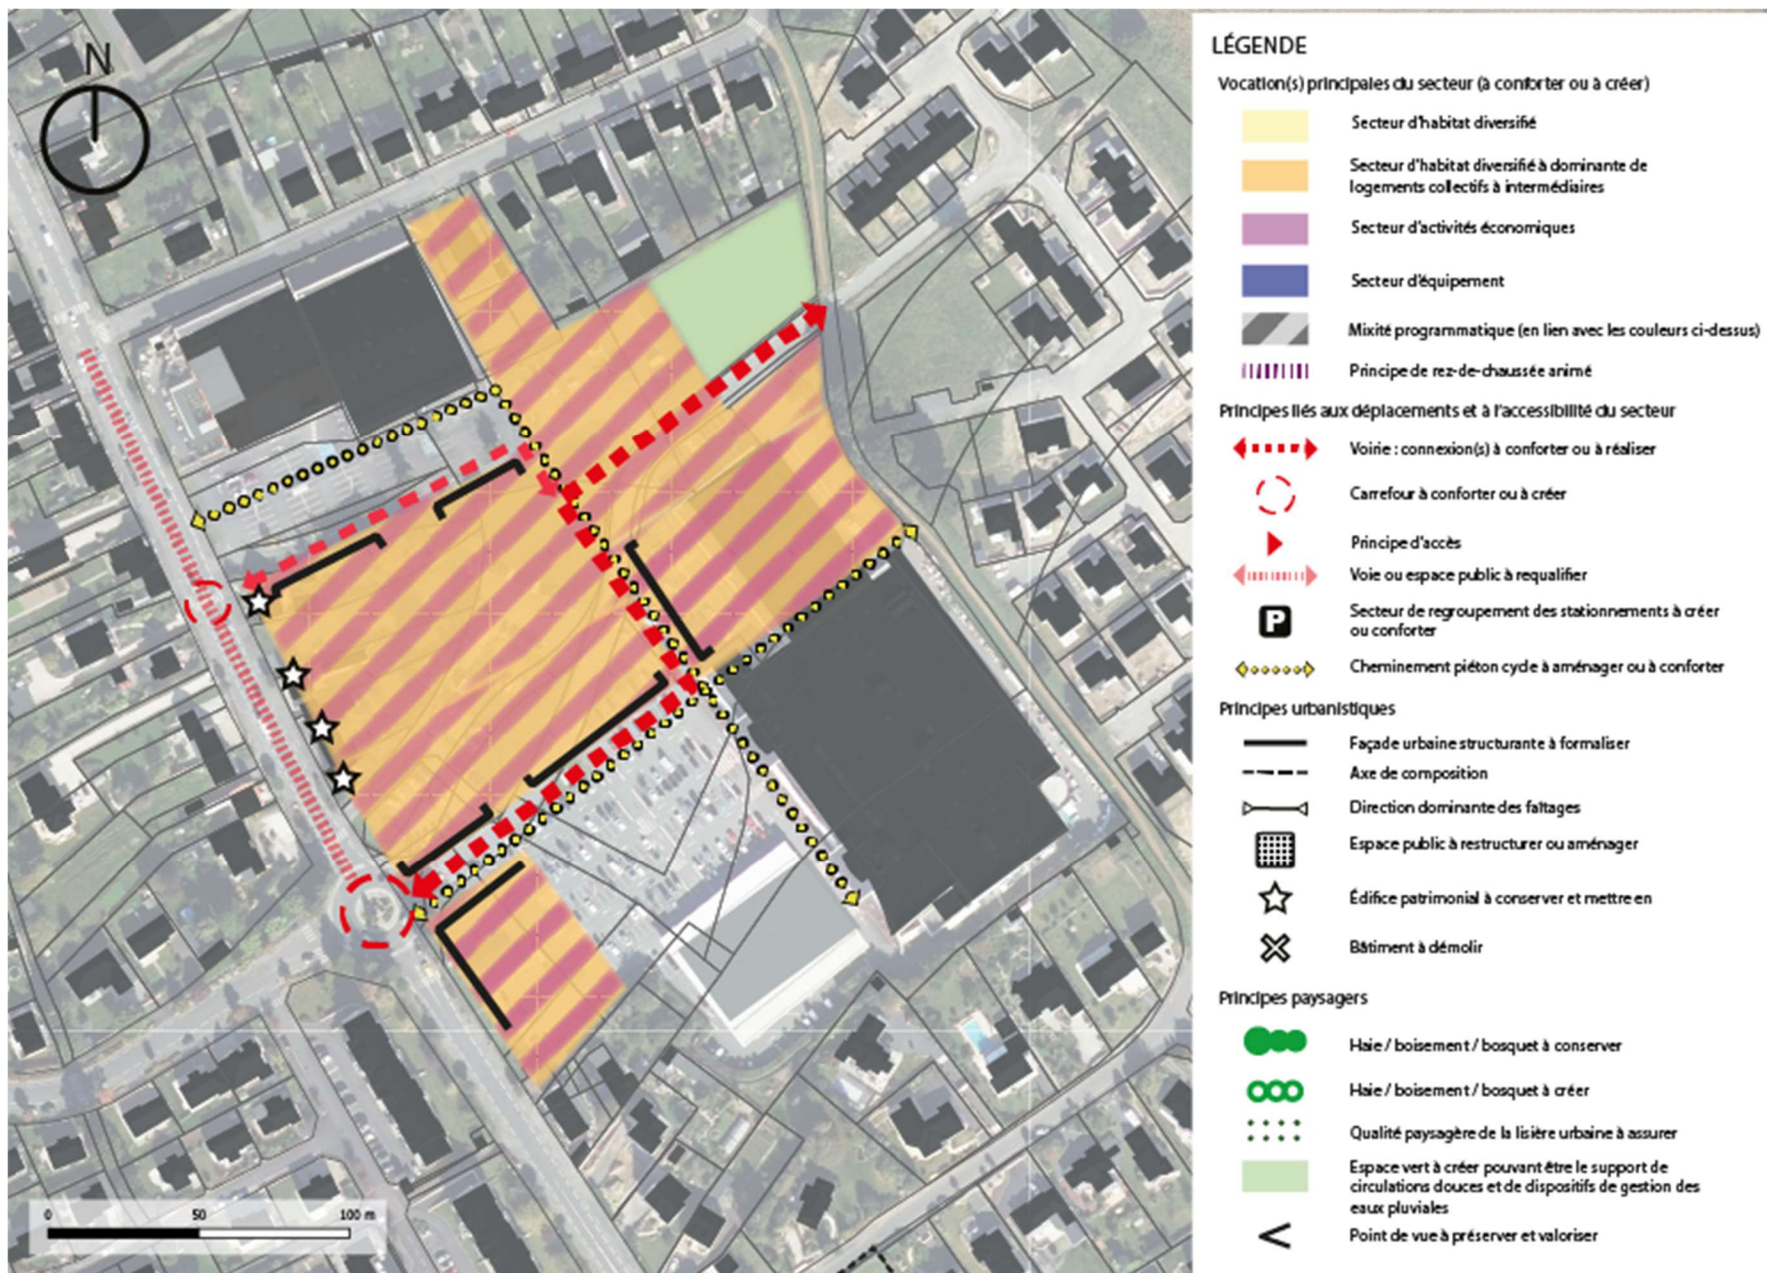 N
0 50 100 m
LÉGENDE
Vocation(s) principales du secteur (à conforter ou à créer)
Secteur d'habitat diversifié
Secteur d'habitat diversifié à dominante de
logements collectifs à intermédiaires
Secteur d'activités économiques
Secteur d'équipement
Mixité programmatique (en lien avec les couleurs ci-dessus)
Principe de rez-de-chaussée animé
Principes liés aux déplacements et à l'accessibilité du secteur
Voirie : connexion(s) à conforter ou à réaliser
Carrefour à conforter ou à créer
Principe d'accès
Voie ou espace public à requalifier
P
Secteur de regroupement des stationnements à créer
ou conforter
Cheminement piéton cycle à aménager ou à conforter
Principes urbanistiques
Façade urbaine structurante à formaliser
Axe de composition
Direction dominante des faîtages
Espace public à restructurer ou aménager
Édifice patrimonial à conserver et mettre en
Bâtiment à démolir
Principes paysagers
Haie / boisement / bosquet à conserver
Haie / boisement / bosquet à créer
Qualité paysagère de la lisière urbaine à assurer
Espace vert à créer pouvant être le support de
circulations douces et de dispositifs de gestion des
eaux pluviales
Point de vue à préserver et valoriser